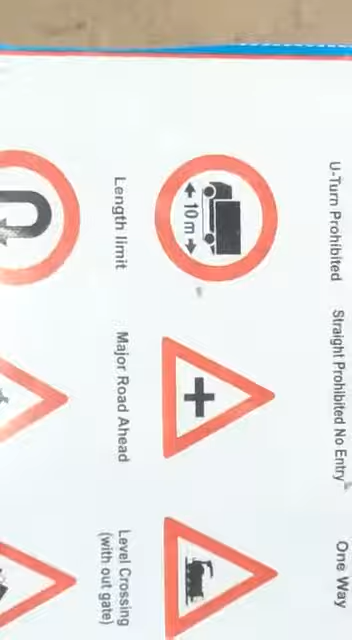 U-Turn Prohibited
Straight Prohibited No Entry
One Way
10 m
Length limit
Major Road Ahead
Level Crossing
(with out gate)